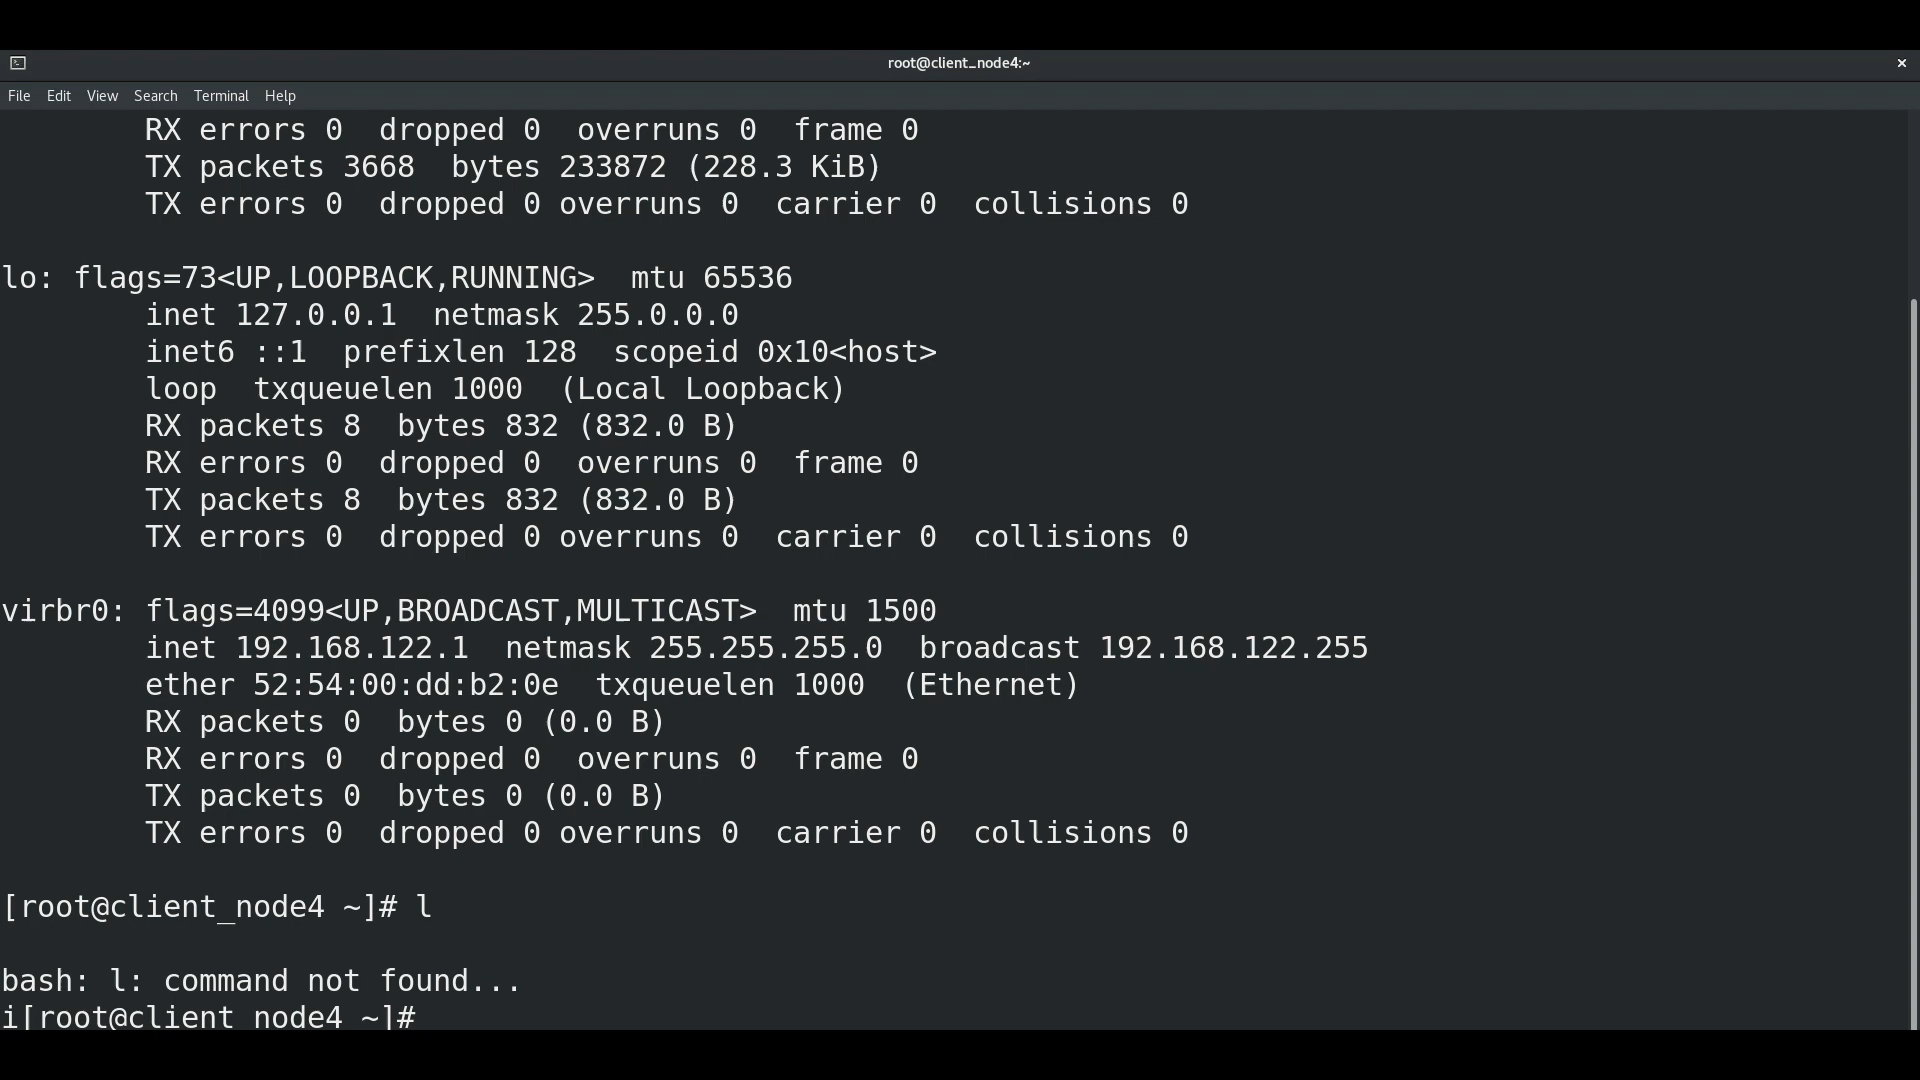 root@client_node4:~
File Edit View Search Terminal Help
RX errors 0  dropped 0  overruns 0  frame 0
TX packets 3668  bytes 233872 (228.3 KiB)
TX errors 0  dropped 0 overruns 0  carrier 0  collisions 0
lo: flags=73<UP,LOOPBACK,RUNNING>  mtu 65536
inet 127.0.0.1  netmask 255.0.0.0
inet6 ::1  prefixlen 128  scopeid 0x10<host>
loop  txqueuelen 1000  (Local Loopback)
RX packets 8  bytes 832 (832.0 B)
RX errors 0  dropped 0  overruns 0  frame 0
TX packets 8  bytes 832 (832.0 B)
TX errors 0  dropped 0 overruns 0  carrier 0  collisions 0
virbr0: flags=4099<UP,BROADCAST,MULTICAST>  mtu 1500
inet 192.168.122.1  netmask 255.255.255.0  broadcast 192.168.122.255
ether 52:54:00:dd:b2:0e  txqueuelen 1000  (Ethernet)
RX packets 0  bytes 0 (0.0 B)
RX errors 0  dropped 0  overruns 0  frame 0
TX packets 0  bytes 0 (0.0 B)
TX errors 0  dropped 0 overruns 0  carrier 0  collisions 0
[root@client_node4 ~]# l
bash: l: command not found...
i[root@client_node4 ~]#